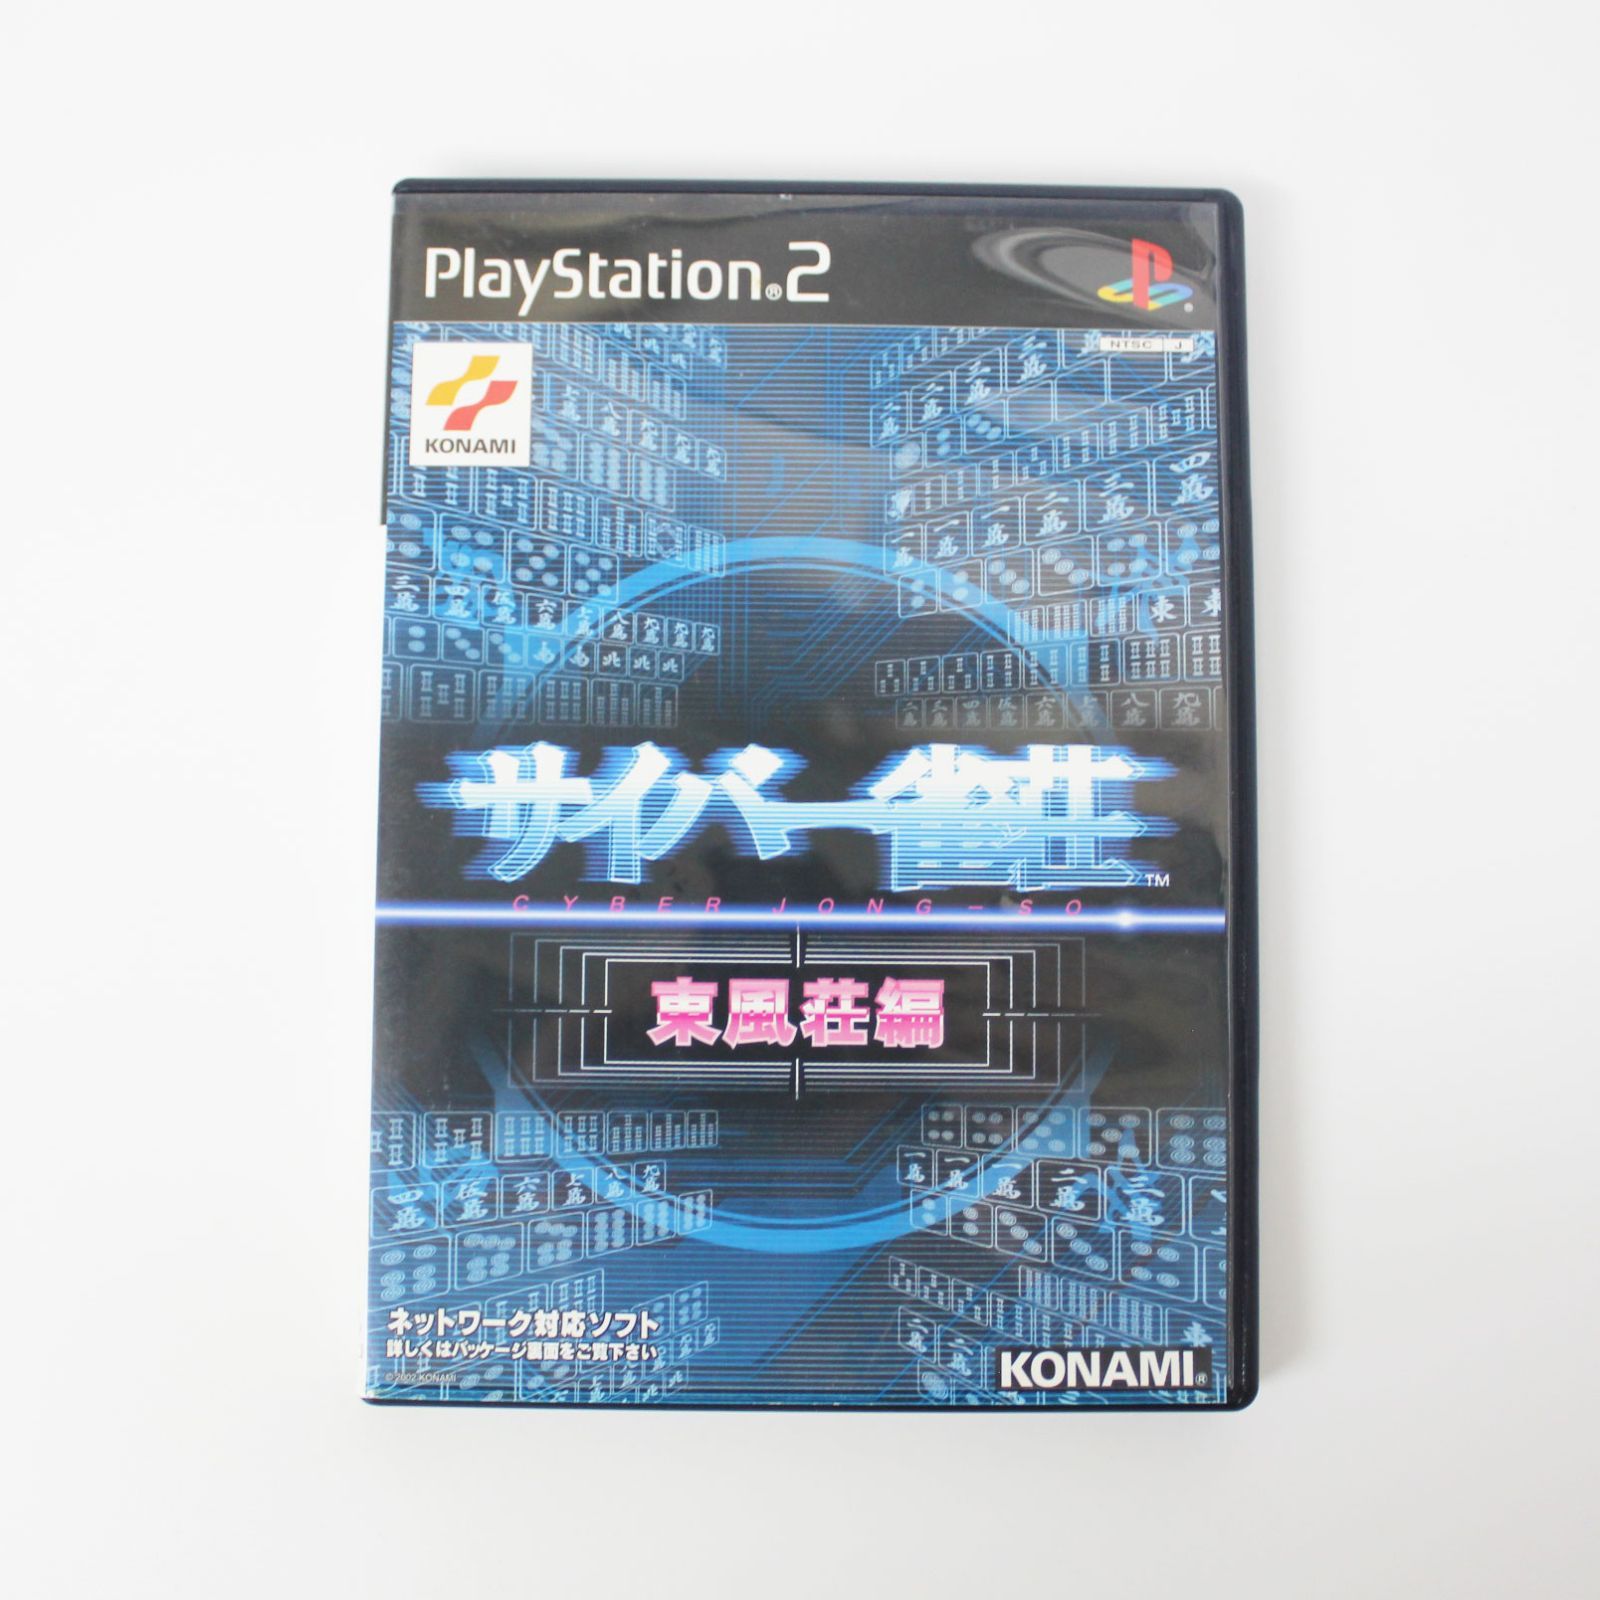 PlayStation®2
NTSC J
KONAMI
サイバー雀荘™
CYBER JONG-SO
東風荘編
ネットワーク対応ソフト
詳しくはパッケージ裏面をご覧下さい
©2002 KONAMI
KONAMI®